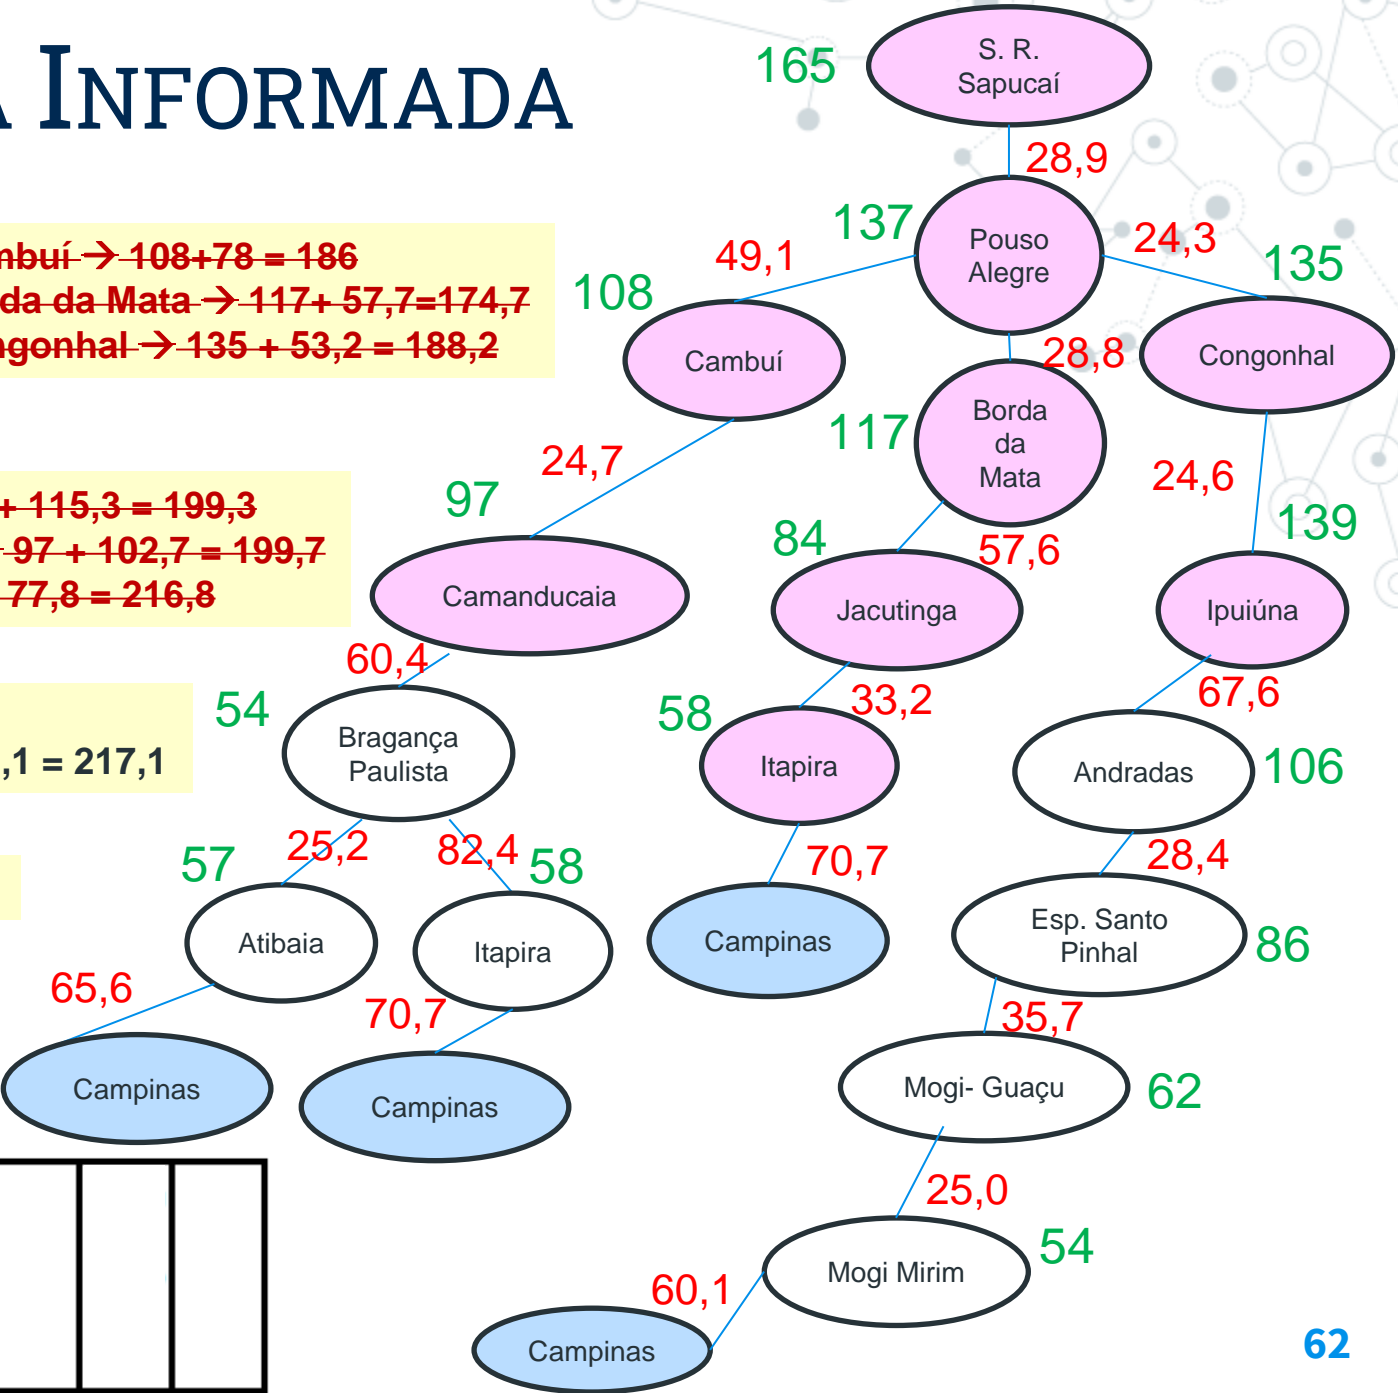 A INFORMADA
165
S. R.
Sapucaí
28,9
137
Pouso
Alegre
24,3
135
49,1
108
mbuí → 108+78 = 186
da da Mata → 117+ 57,7=174,7
ngonhal → 135 + 53,2 = 188,2
Cambuí
28,8
Congonhal
117
Borda
da
Mata
24,7
24,6
97
84
57,6
139
+ 115,3 = 199,3
97 + 102,7 = 199,7
77,8 = 216,8
Camanducaia
Jacutinga
Ipuiúna
60,4
33,2
67,6
54
58
,1 = 217,1
Bragança
Paulista
Itapira
Andradas
106
57
25,2
82,4
58
70,7
28,4
Atibaia
Itapira
Campinas
Esp. Santo
Pinhal
86
65,6
70,7
35,7
Campinas
Campinas
Mogi- Guaçu
62
25,0
Mogi Mirim
54
60,1
Campinas
62